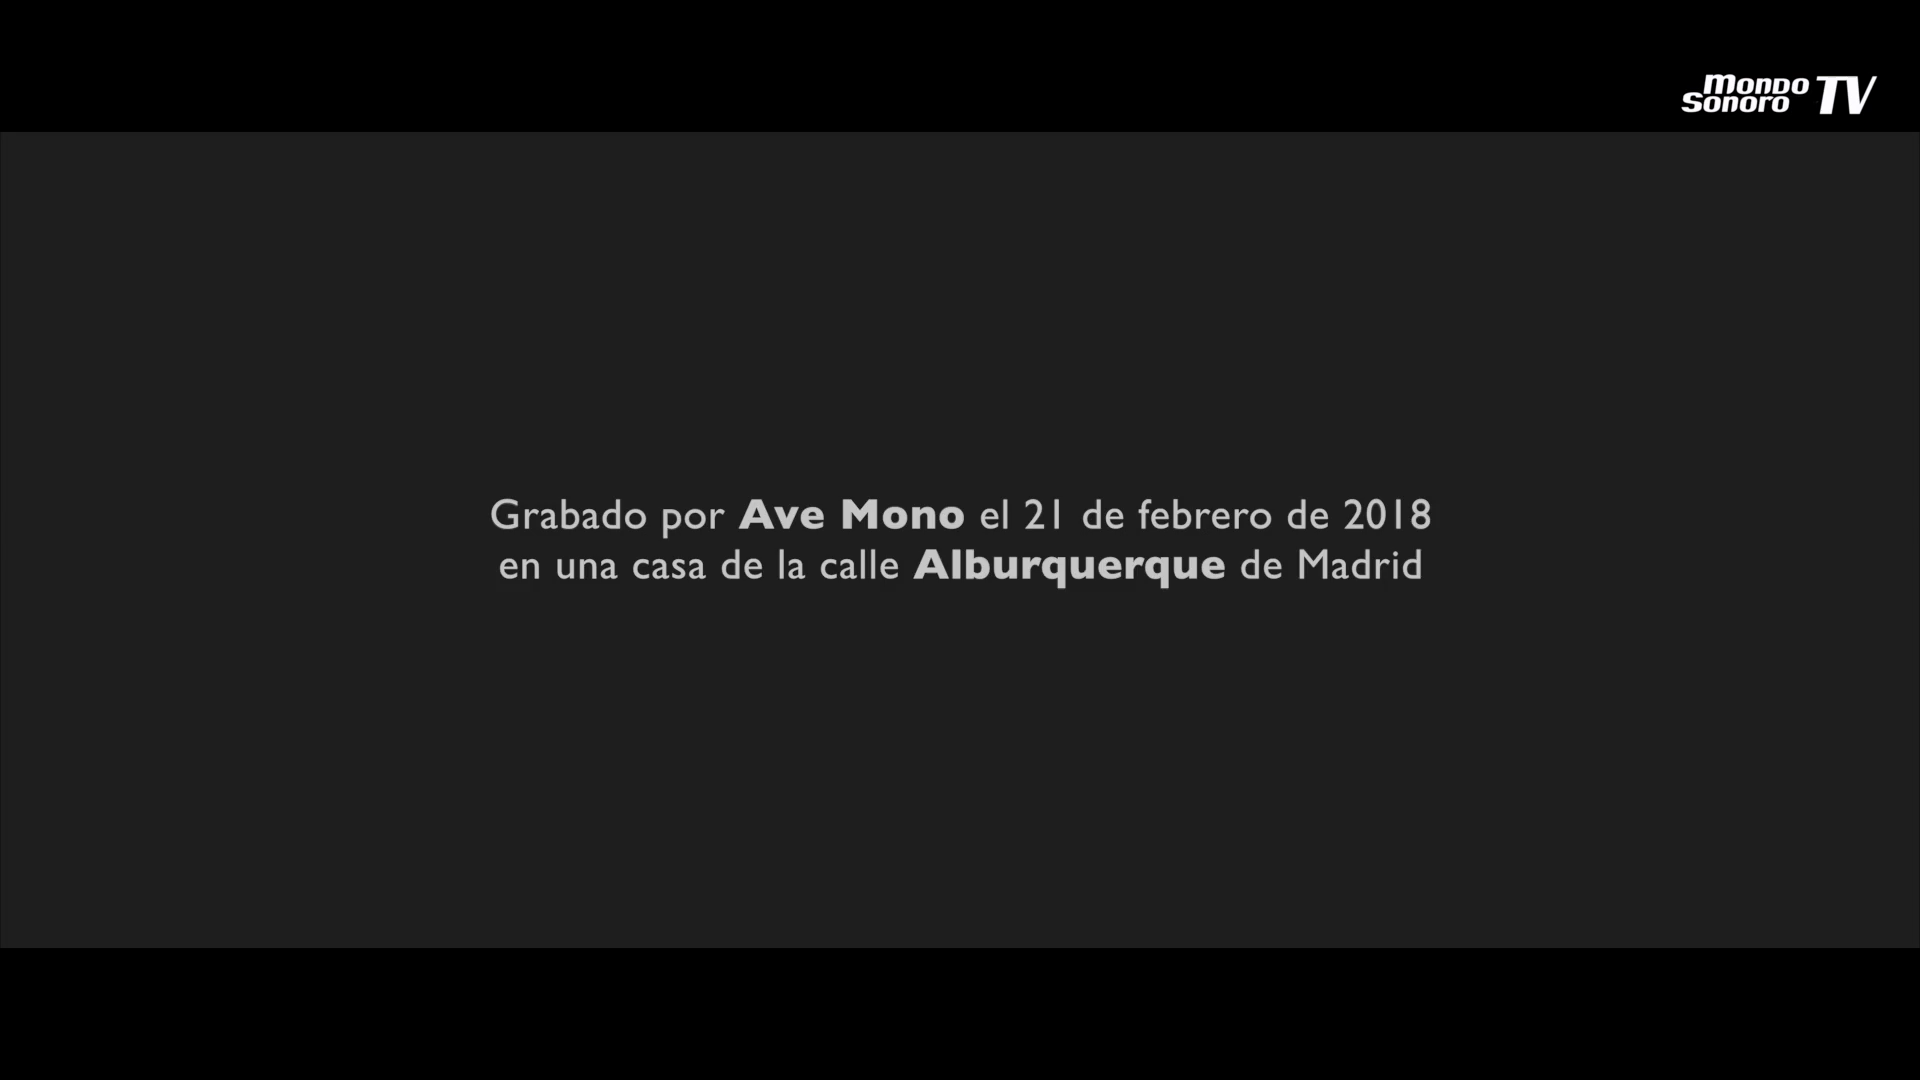 mondo
sonoro TV
Grabado por Ave Mono el 21 de febrero de 2018
en una casa de la calle Alburquerque de Madrid